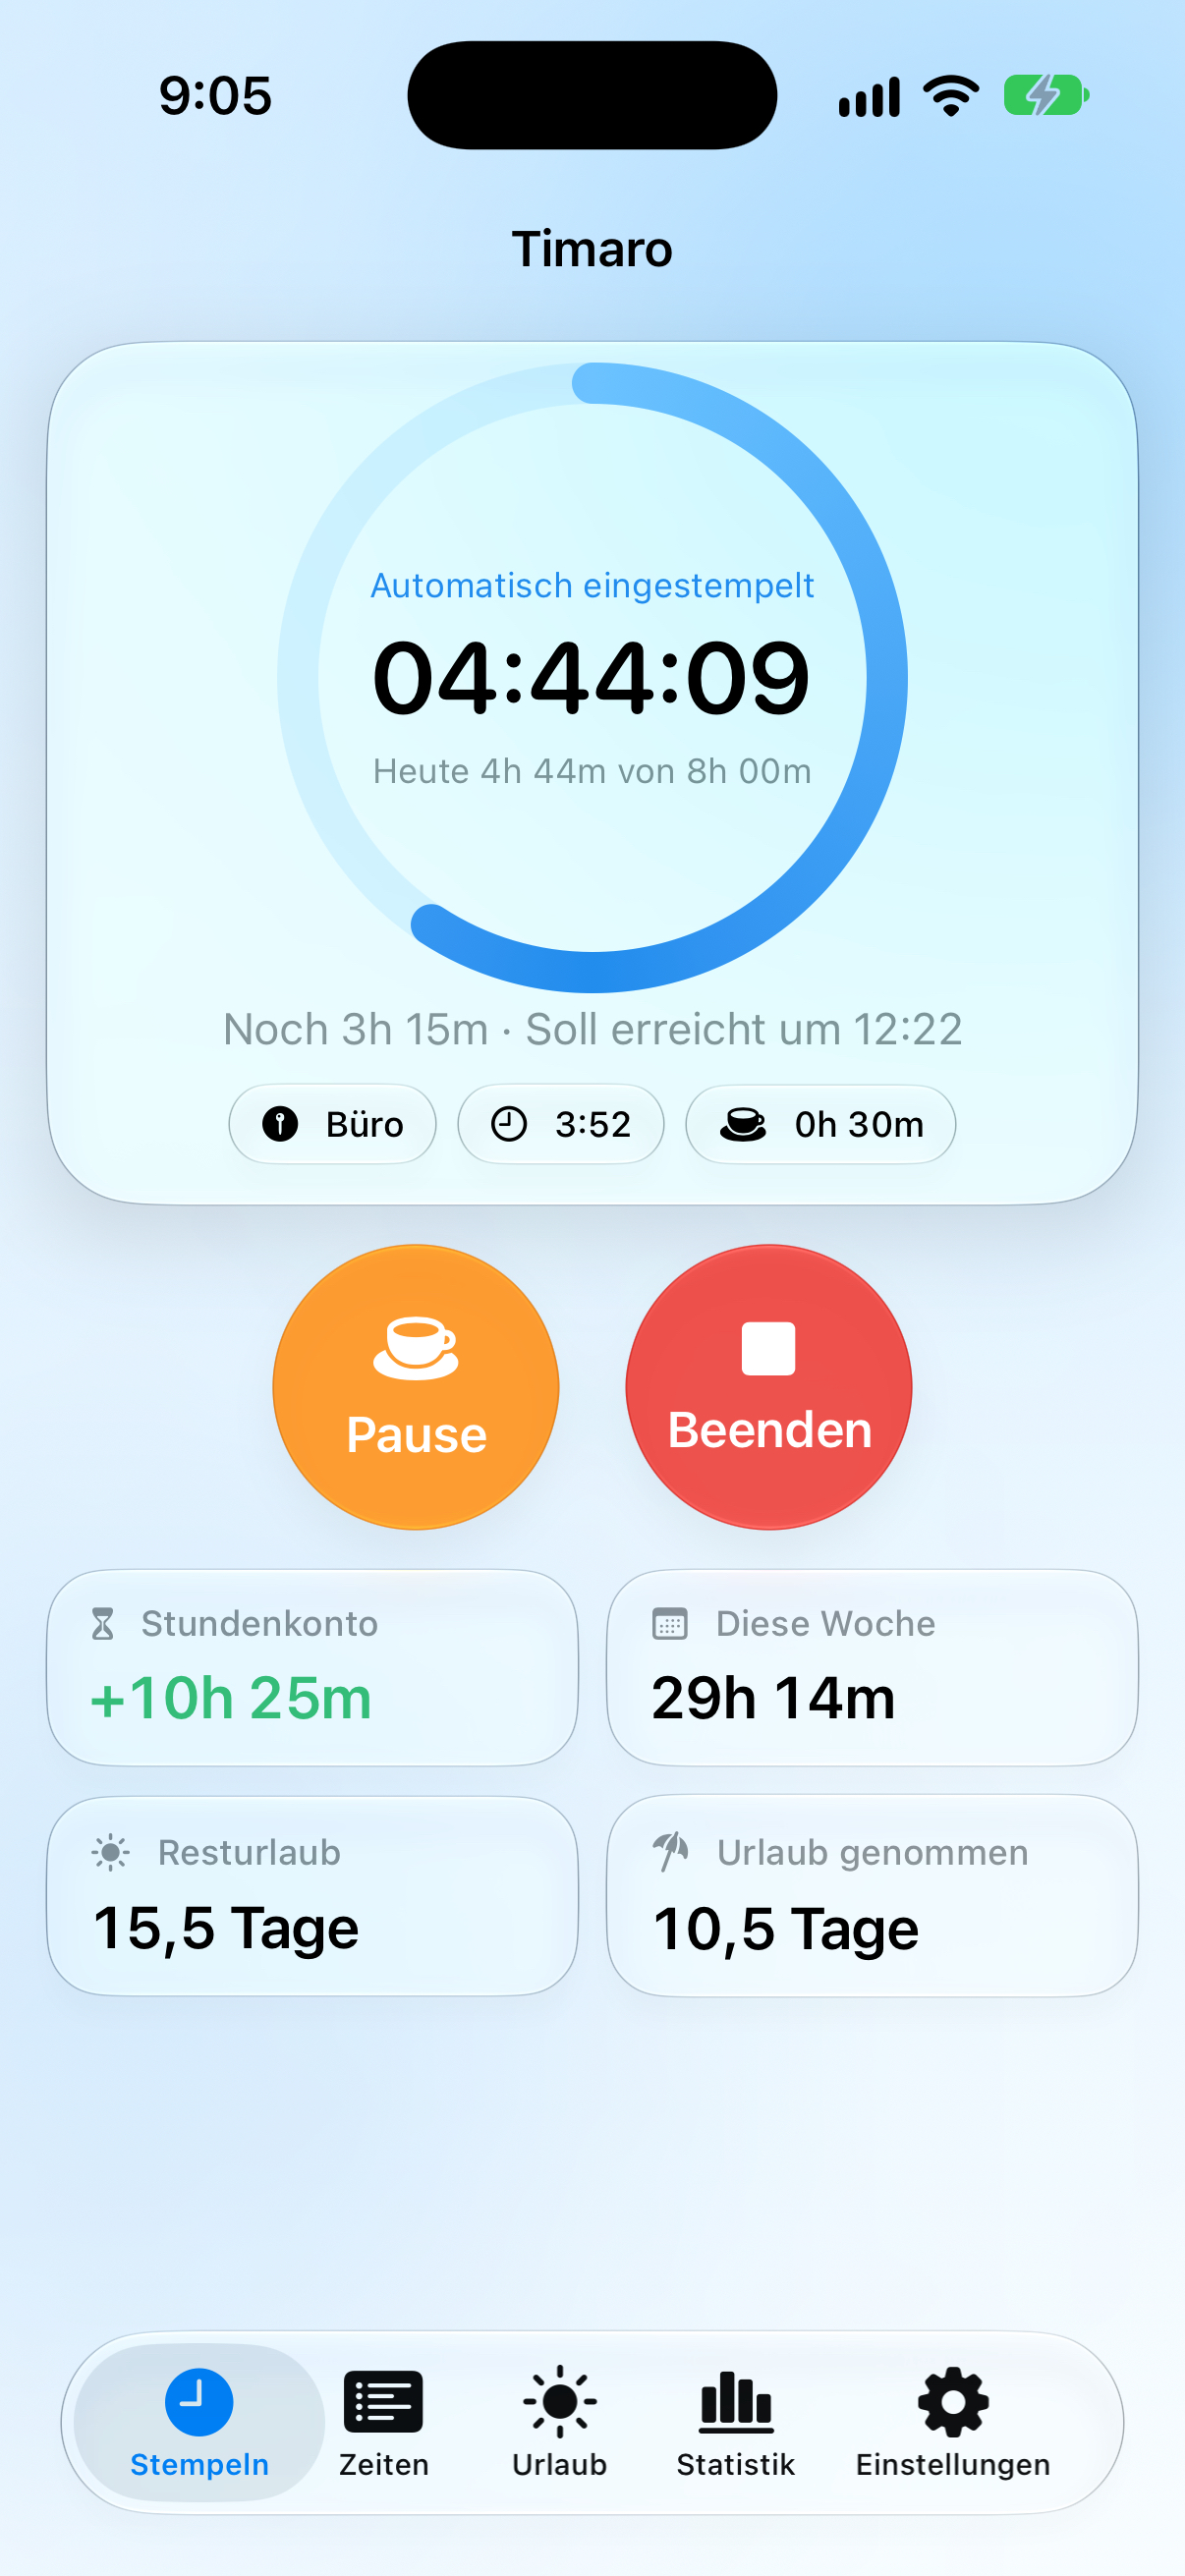 9:05
Timaro
Automatisch eingestempelt
04:44:09
Heute 4h 44m von 8h 00m
Noch 3h 15m · Soll erreicht um 12:22
Büro 3:52 0h 30m
Pause Beenden
Stundenkonto Diese Woche
+10h 25m 29h 14m
Resturlaub Urlaub genommen
15,5 Tage 10,5 Tage
Stempeln Zeiten Urlaub Statistik Einstellungen